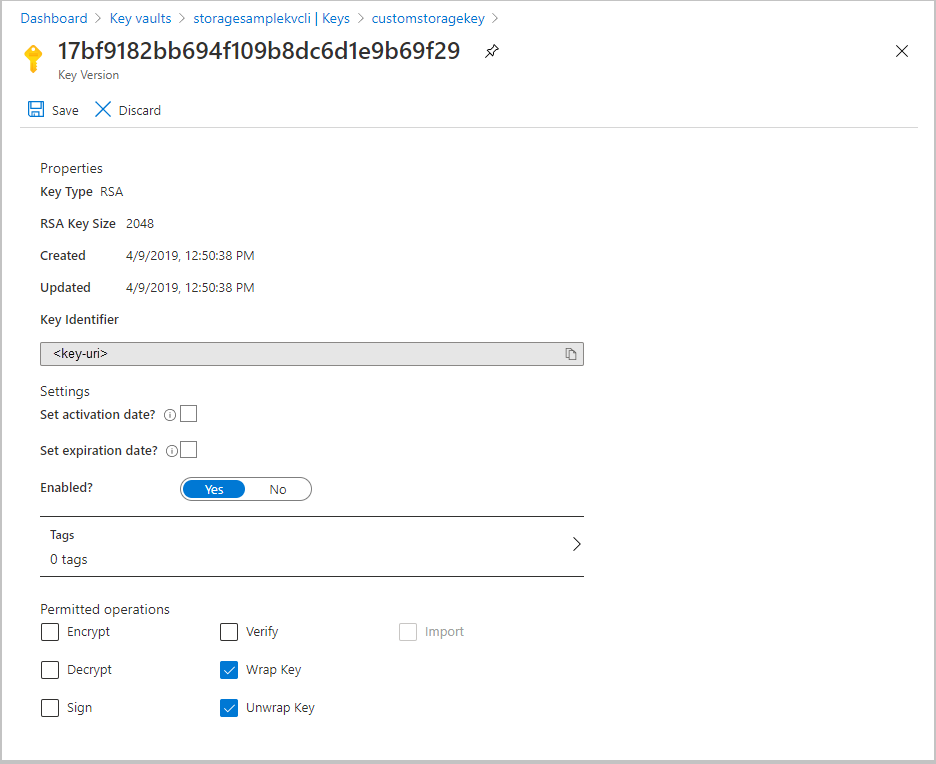 Dashboard > Key vaults > storagesamplekvcli | Keys > customstoragekey >
17bf9182bb694f109b8dc6d1e9b69f29
Key Version
Save Discard
Properties
Key Type RSA
RSA Key Size 2048
Created 4/9/2019, 12:50:38 PM
Updated 4/9/2019, 12:50:38 PM
Key Identifier
<key-uri>
Settings
Set activation date?
Set expiration date?
Enabled? Yes No
Tags
0 tags
Permitted operations
Encrypt Verify Import
Decrypt Wrap Key
Sign Unwrap Key